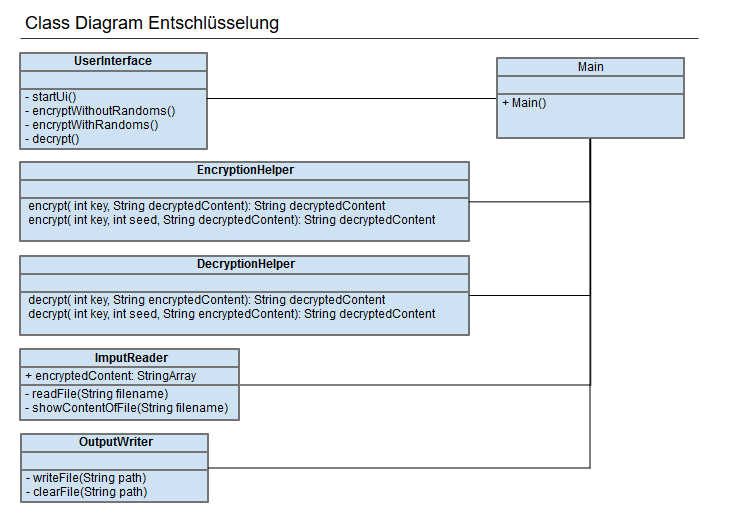 Class Diagram Entschlüsselung
UserInterface
- startUi()
- encryptWithoutRandoms()
- encryptWithRandoms()
- decrypt()
Main
+ Main()
EncryptionHelper
encrypt( int key, String decryptedContent): String decryptedContent
encrypt( int key, int seed, String decryptedContent): String decryptedContent
DecryptionHelper
decrypt( int key, String encryptedContent): String decryptedContent
decrypt( int key, int seed, String encryptedContent): String decryptedContent
ImputReader
+ encryptedContent: StringArray
- readFile(String filename)
- showContentOfFile(String filename)
OutputWriter
- writeFile(String path)
- clearFile(String path)